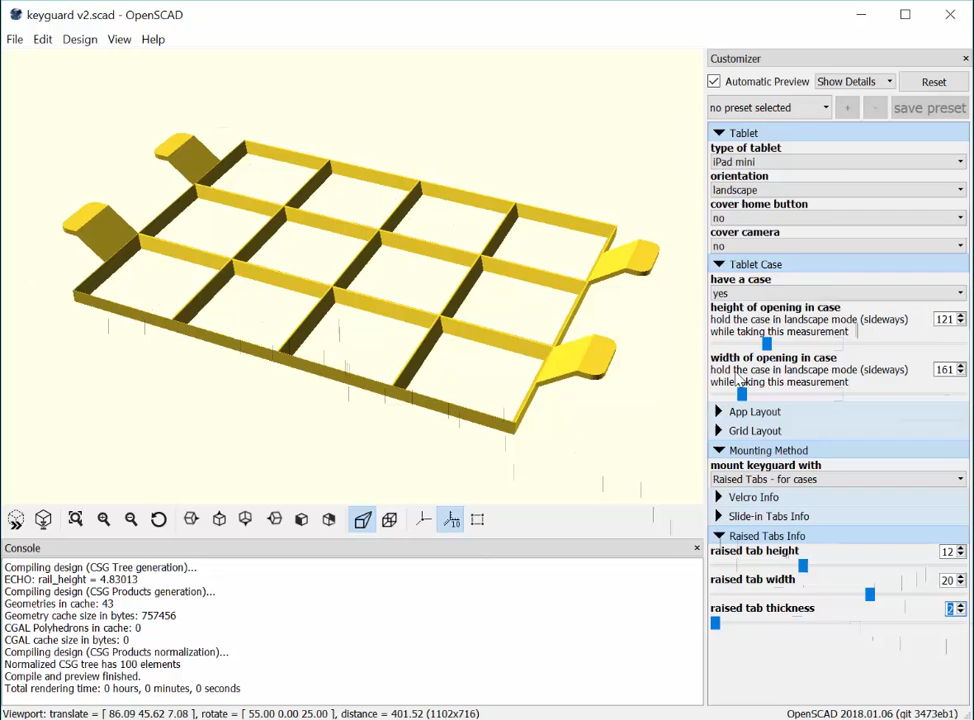 keyguard v2.scad - OpenSCAD
File Edit Design View Help
Customizer
Automatic Preview Show Details Reset
no preset selected + - save preset
Tablet
type of tablet
iPad mini
orientation
landscape
cover home button
no
cover camera
no
Tablet Case
have a case
yes
height of opening in case
hold the case in landscape mode (sideways) 121
while taking this measurement
width of opening in case
hold the case in landscape mode (sideways) 161
while taking this measurement
App Layout
Grid Layout
Mounting Method
mount keyguard with
Raised Tabs - for cases
Velcro Info
Slide-in Tabs Info
Raised Tabs Info
raised tab height 12
raised tab width 20
raised tab thickness 2
10
Console
Compiling design (CSG Tree generation)...
ECHO: rail_height = 4.83013
Compiling design (CSG Products generation)...
Geometries in cache: 43
Geometry cache size in bytes: 757456
CGAL Polyhedrons in cache: 0
CGAL cache size in bytes: 0
Compiling design (CSG Products normalization)...
Normalized CSG tree has 100 elements
Compile and preview finished.
Total rendering time: 0 hours, 0 minutes, 0 seconds
Viewport: translate = [ 86.09 45.62 7.08 ], rotate = [ 55.00 0.00 25.00 ], distance = 401.52 (1102x716) OpenSCAD 2018.01.06 (git 3473eb1)